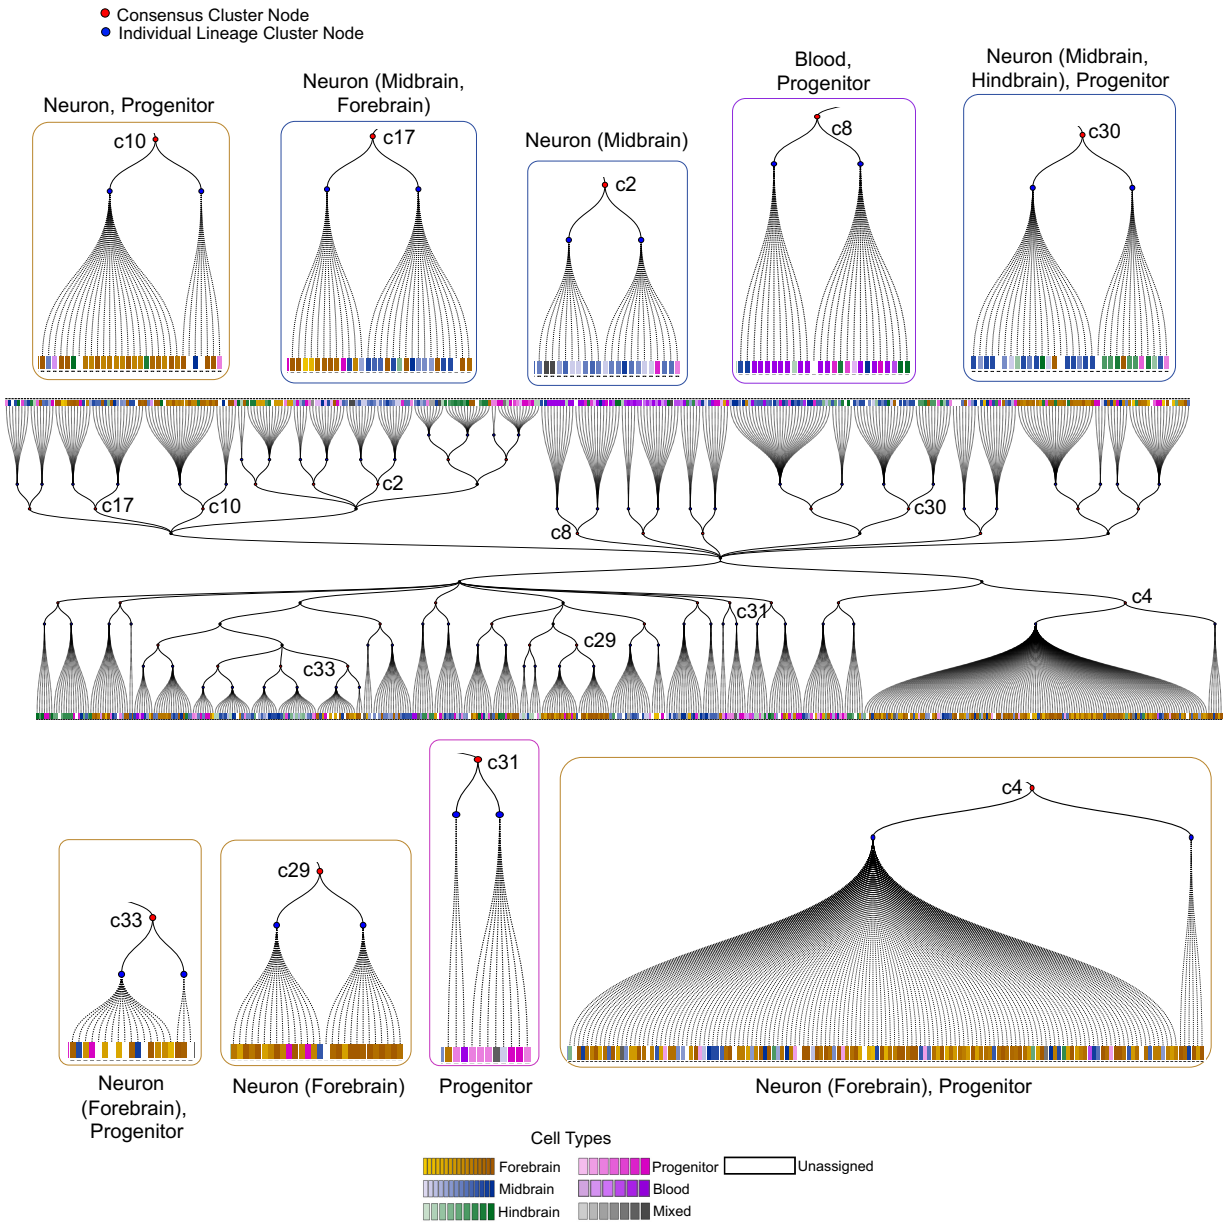 Consensus Cluster Node
Individual Lineage Cluster Node
Neuron, Progenitor
Neuron (Midbrain,
Forebrain)
Neuron (Midbrain)
Blood,
Progenitor
Neuron (Midbrain,
Hindbrain), Progenitor
c10
c17
c2
c8
c30
c17
c10
c2
c8
c30
c4
c31
c29
c33
c33
c29
c31
c4
Neuron
(Forebrain),
Progenitor
Neuron (Forebrain)
Progenitor
Neuron (Forebrain), Progenitor
Cell Types
Forebrain
Progenitor
Unassigned
Midbrain
Blood
Hindbrain
Mixed